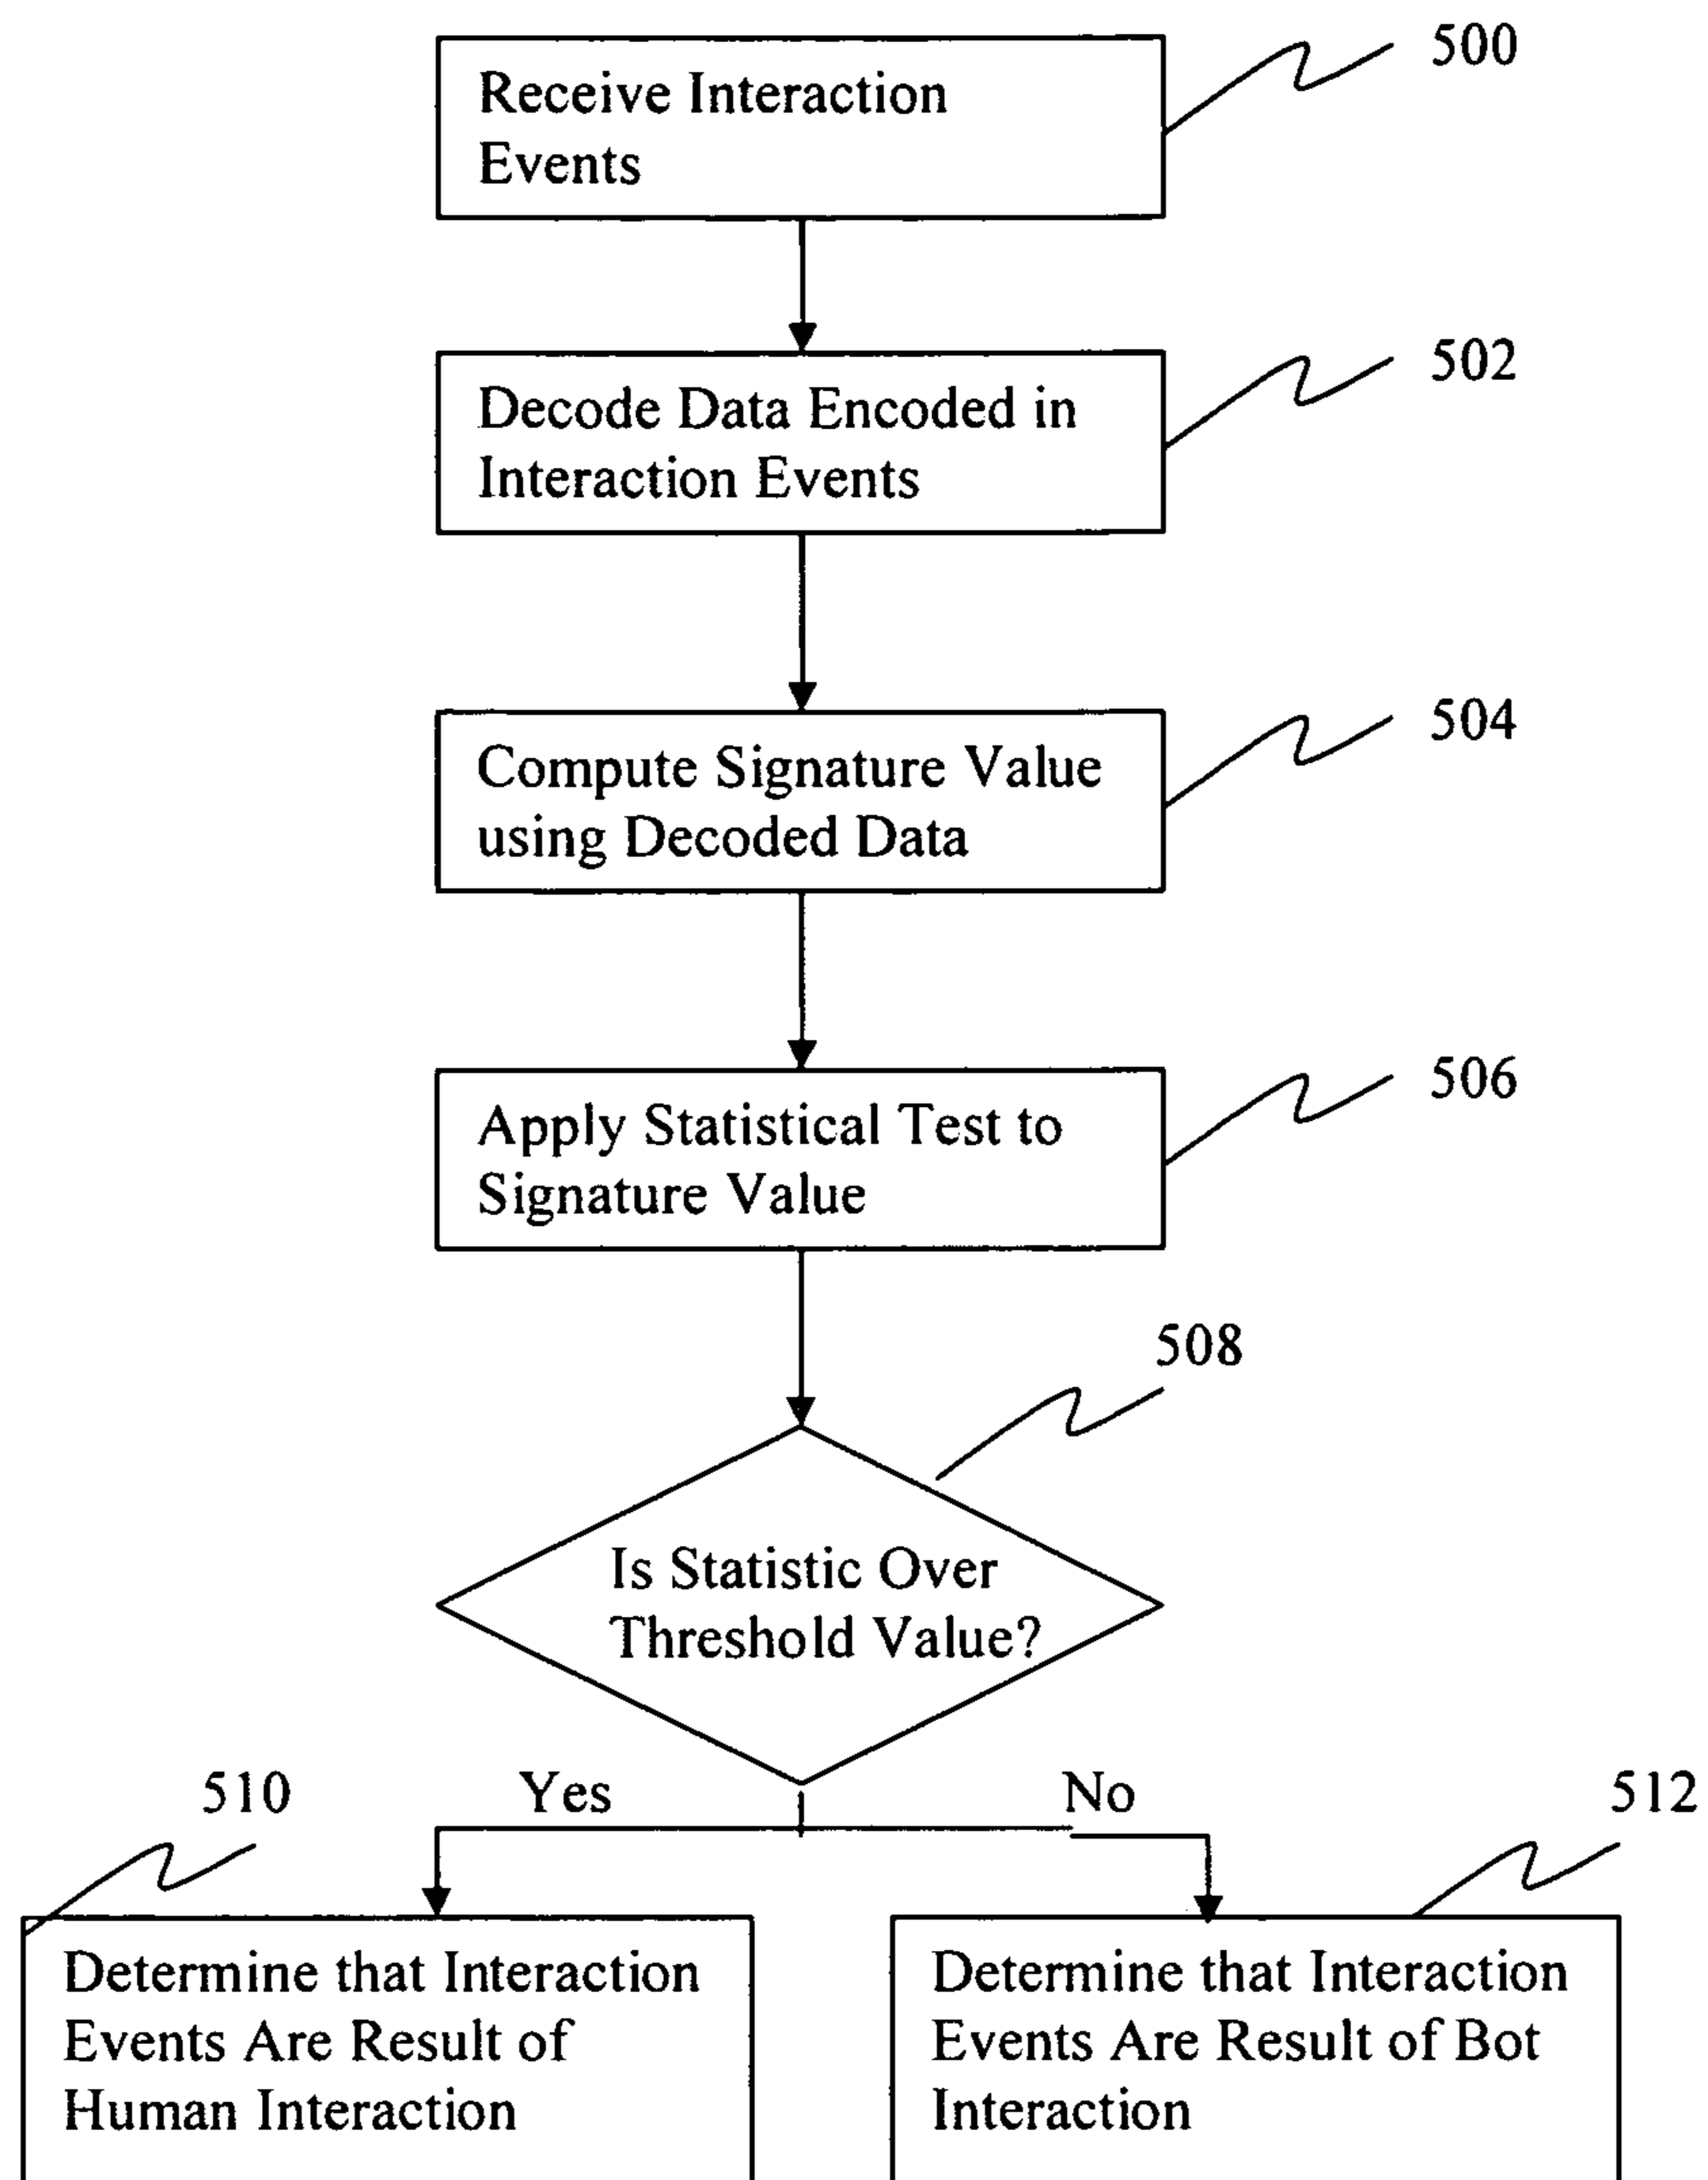 500
Receive Interaction
Events
502
Decode Data Encoded in
Interaction Events
504
Compute Signature Value
using Decoded Data
506
Apply Statistical Test to
Signature Value
508
Is Statistic Over
Threshold Value?
510
Yes
No
512
Determine that Interaction
Events Are Result of
Human Interaction
Determine that Interaction
Events Are Result of Bot
Interaction